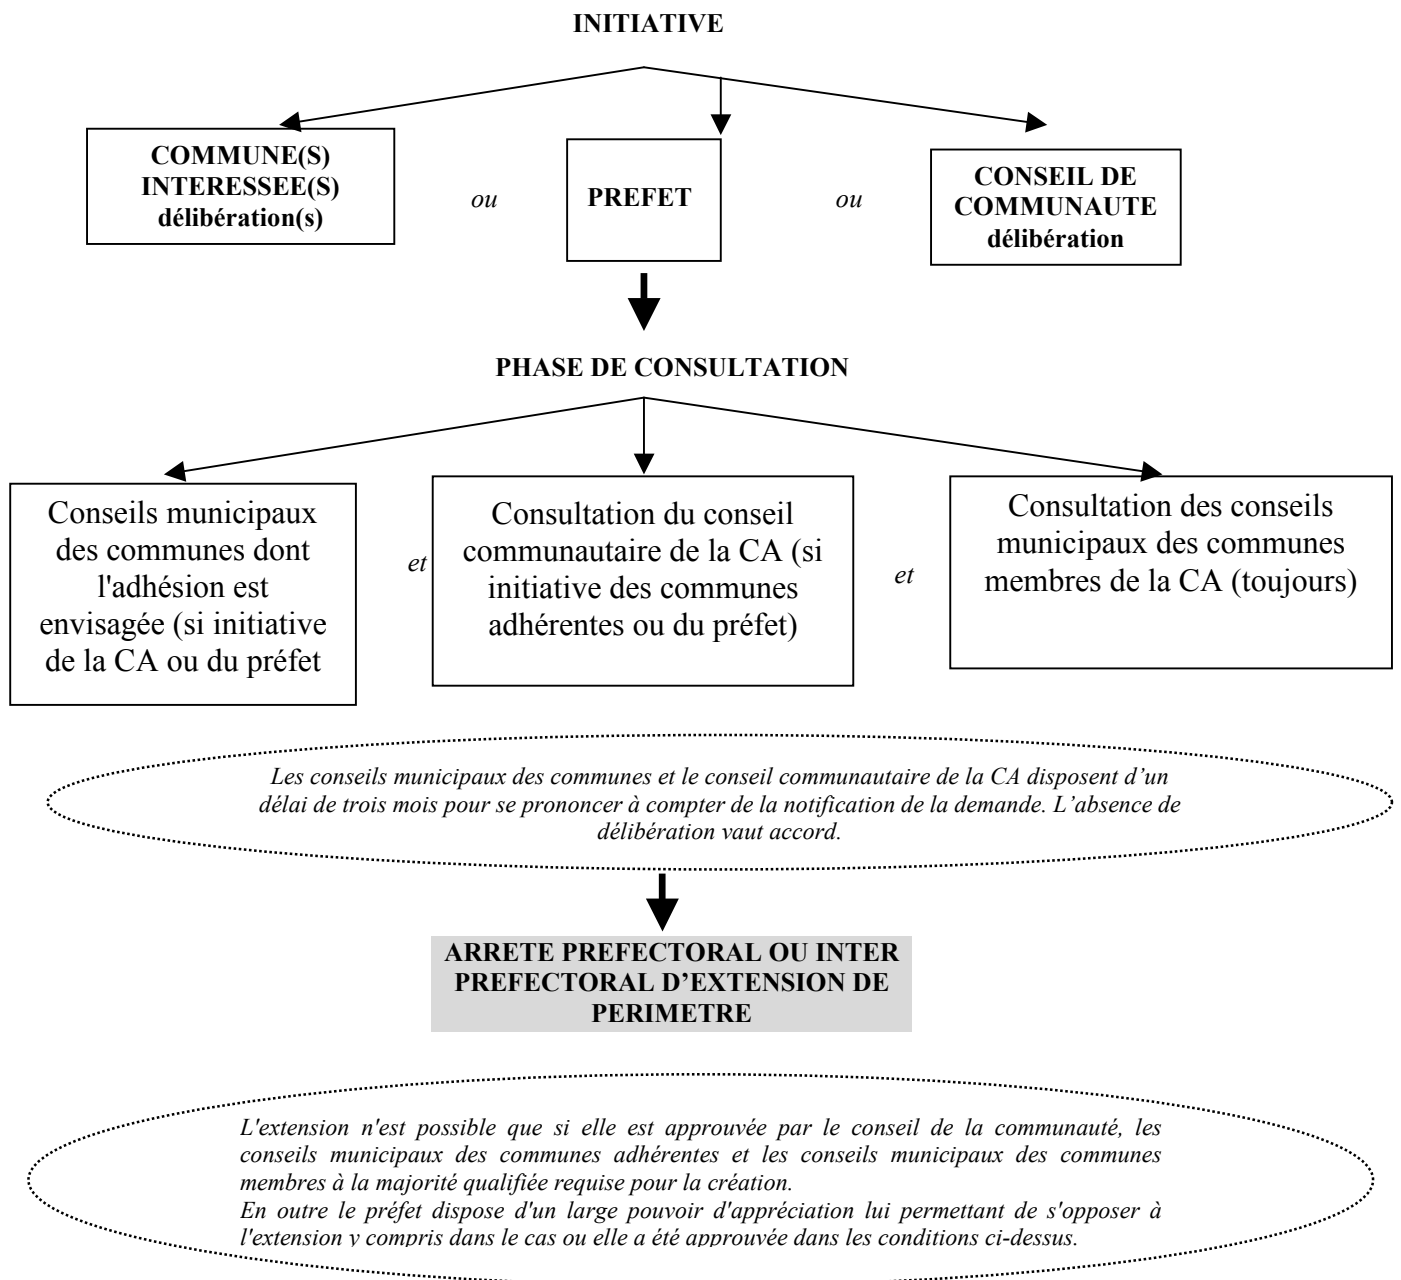 INITIATIVE
COMMUNE(S)
INTERESSEE(S)
délibération(s)
ou
PREFET
ou
CONSEIL DE
COMMUNAUTE
délibération
PHASE DE CONSULTATION
Conseils municipaux
des communes dont
l'adhésion est
envisagée (si initiative
de la CA ou du préfet
et
Consultation du conseil
communautaire de la CA (si
initiative des communes
adhérentes ou du préfet)
et
Consultation des conseils
municipaux des communes
membres de la CA (toujours)
Les conseils municipaux des communes et le conseil communautaire de la CA disposent d’un
délai de trois mois pour se prononcer à compter de la notification de la demande. L’absence de
délibération vaut accord.
ARRETE PREFECTORAL OU INTER
PREFECTORAL D’EXTENSION DE
PERIMETRE
L'extension n'est possible que si elle est approuvée par le conseil de la communauté, les
conseils municipaux des communes adhérentes et les conseils municipaux des communes
membres à la majorité qualifiée requise pour la création.
En outre le préfet dispose d'un large pouvoir d'appréciation lui permettant de s'opposer à
l'extension y compris dans le cas ou elle a été approuvée dans les conditions ci-dessus.